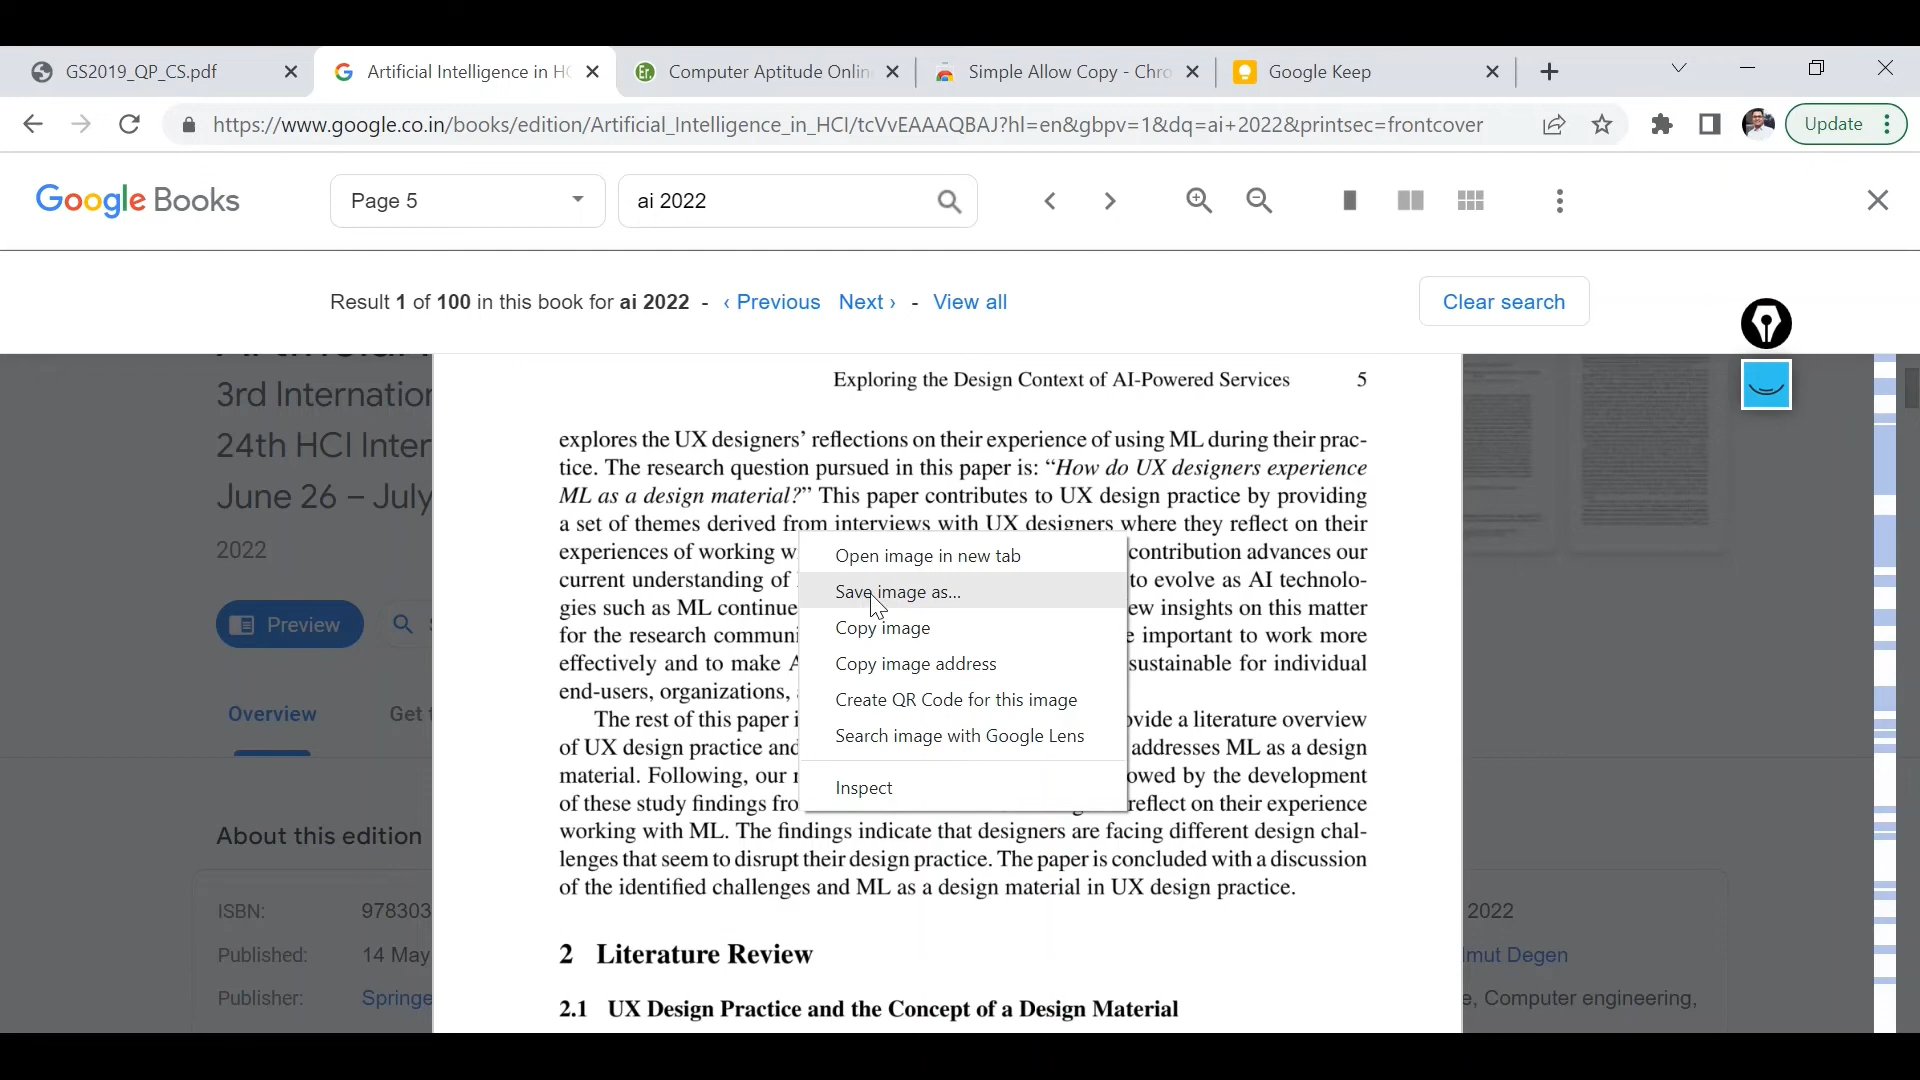 GS2019_QP_CS.pdf
Artificial Intelligence in HC
Computer Aptitude Onlin
Simple Allow Copy - Chro
Google Keep
https://www.google.co.in/books/edition/Artificial_Intelligence_in_HCI/tcVvEAAAQBAJ?hl=en&gbpv=1&dq=ai+2022&printsec=frontcover
Update
Google Books
Page 5
ai 2022
Result 1 of 100 in this book for ai 2022 - ‹ Previous Next › - View all
Clear search
3rd Internation
24th HCI Inter
June 26 – July
2022
Preview
Overview
Get
About this edition
ISBN: 978303
Published: 14 May
Publisher: Springe
Exploring the Design Context of AI-Powered Services 5
explores the UX designers’ reflections on their experience of using ML during their prac-
tice. The research question pursued in this paper is: “How do UX designers experience
ML as a design material?” This paper contributes to UX design practice by providing
a set of themes derived from interviews with UX designers where they reflect on their
experiences of working w contribution advances our
current understanding of to evolve as AI technolo-
gies such as ML continue ew insights on this matter
for the research communi e important to work more
effectively and to make A sustainable for individual
end-users, organizations,
The rest of this paper i ovide a literature overview
of UX design practice and addresses ML as a design
material. Following, our owed by the development
of these study findings fro reflect on their experience
working with ML. The findings indicate that designers are facing different design chal-
lenges that seem to disrupt their design practice. The paper is concluded with a discussion
of the identified challenges and ML as a design material in UX design practice.
2 Literature Review
2.1 UX Design Practice and the Concept of a Design Material
Open image in new tab
Save image as...
Copy image
Copy image address
Create QR Code for this image
Search image with Google Lens
Inspect
2022
lmut Degen
e, Computer engineering,